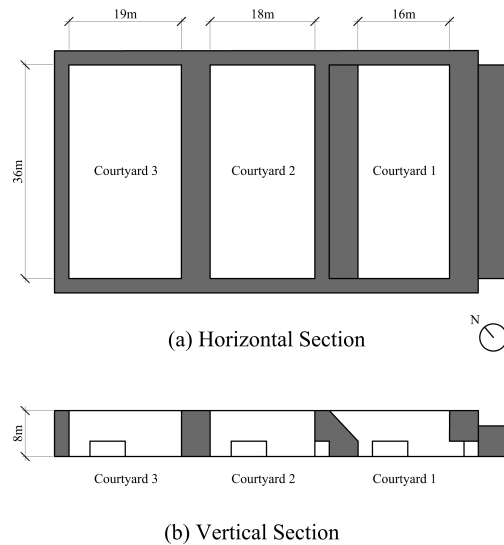 19m
18m
16m
36m
Courtyard 3
Courtyard 2
Courtyard 1
N
(a) Horizontal Section
8m
Courtyard 3
Courtyard 2
Courtyard 1
(b) Vertical Section